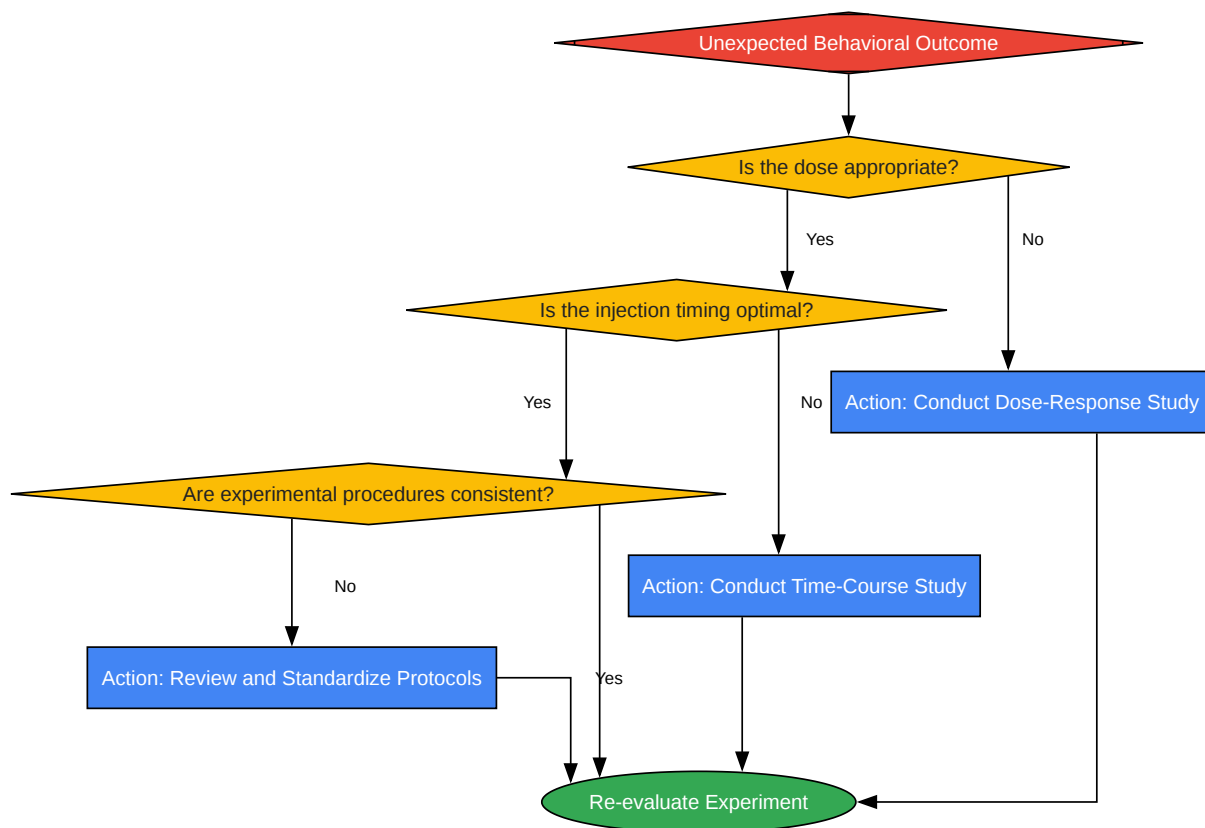 Unexpected Behavioral Outcome
Is the dose appropriate?
Yes
No
Is the injection timing optimal?
Yes
No
Action: Conduct Dose-Response Study
Are experimental procedures consistent?
No
Action: Conduct Time-Course Study
Action: Review and Standardize Protocols
Yes
Re-evaluate Experiment